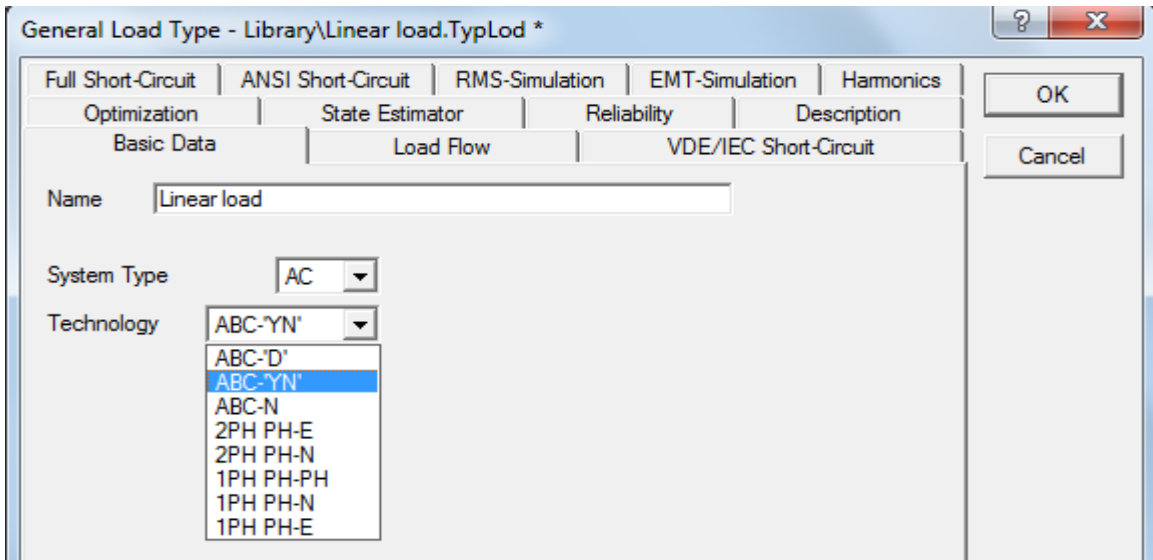 General Load Type - Library\Linear load.TypLod *
Full Short-Circuit ANSI Short-Circuit RMS-Simulation EMT-Simulation Harmonics
Optimization State Estimator Reliability Description
Basic Data Load Flow VDE/IEC Short-Circuit
OK
Cancel
Name Linear load
System Type AC
Technology ABC-'YN'
ABC-'D'
ABC-'YN'
ABC-N
2PH PH-E
2PH PH-N
1PH PH-PH
1PH PH-N
1PH PH-E